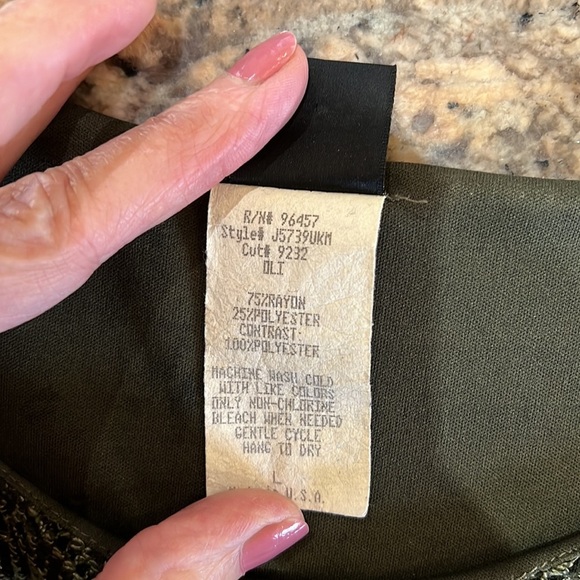 R/N# 96457
Style# J5739UKM
Cut# 9232
OLI
75%RAYON
25%POLYESTER
CONTRAST:
100%POLYESTER
MACHINE WASH COLD
WITH LIKE COLORS
ONLY NON-CHLORINE
BLEACH WHEN NEEDED
GENTLE CYCLE
HANG TO DRY
L
U.S.A.